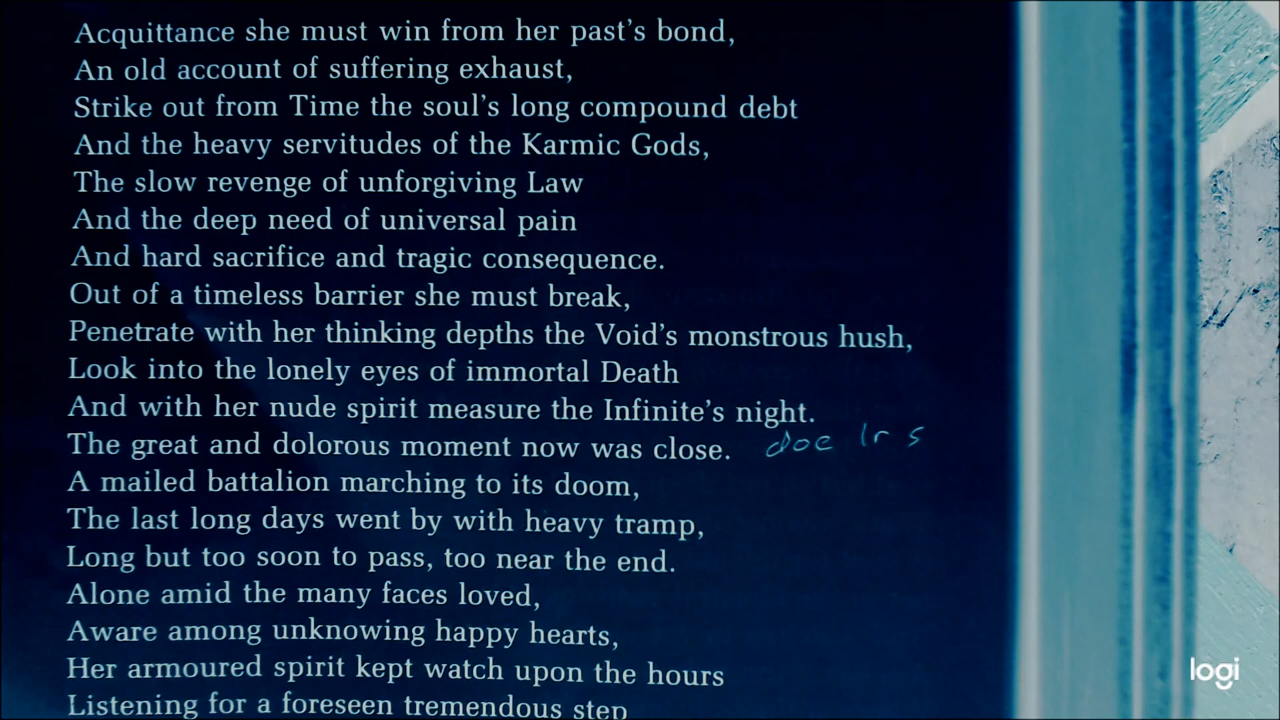 Acquittance she must win from her past's bond,
An old account of suffering exhaust,
Strike out from Time the soul's long compound debt
And the heavy servitudes of the Karmic Gods,
The slow revenge of unforgiving Law
And the deep need of universal pain
And hard sacrifice and tragic consequence.
Out of a timeless barrier she must break,
Penetrate with her thinking depths the Void's monstrous hush,
Look into the lonely eyes of immortal Death
And with her nude spirit measure the Infinite's night.
The great and dolorous moment now was close.
A mailed battalion marching to its doom,
The last long days went by with heavy tramp,
Long but too soon to pass, too near the end.
Alone amid the many faces loved,
Aware among unknowing happy hearts,
Her armoured spirit kept watch upon the hours
Listening for a foreseen tremendous step
logi